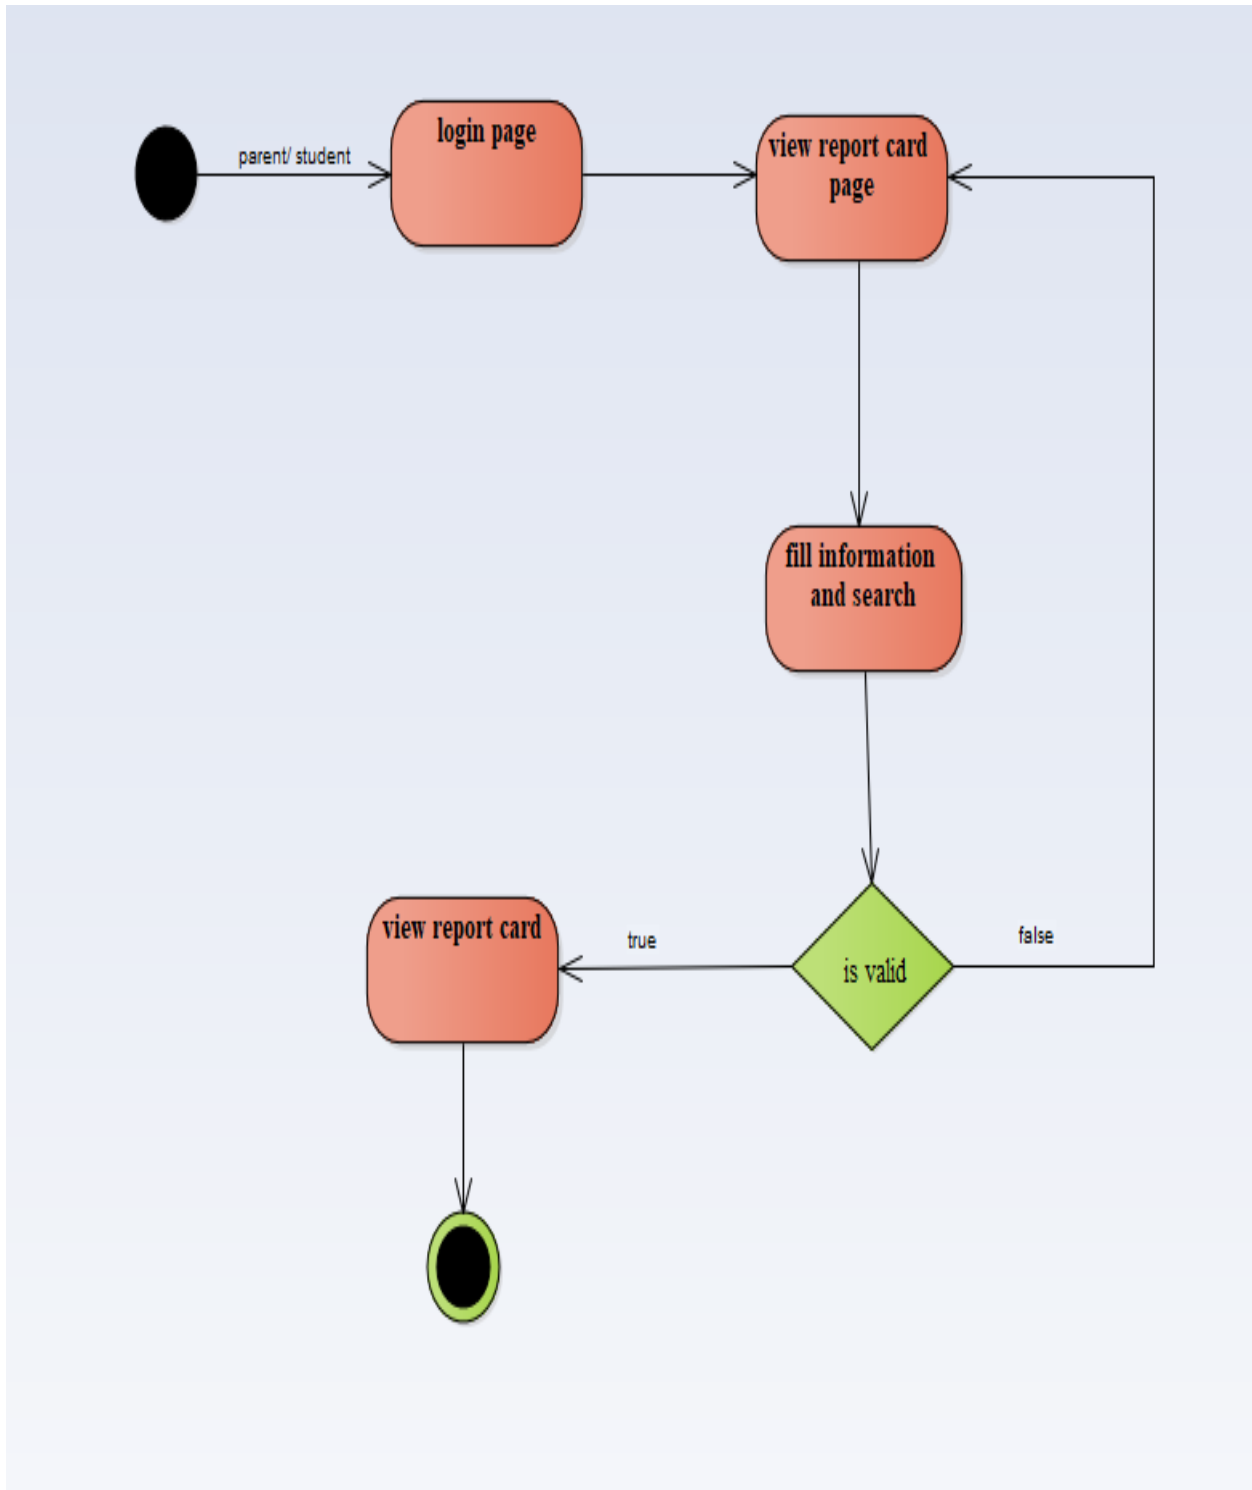 parent/ student
login page
view report card
page
fill information
and search
is valid
true
false
view report card